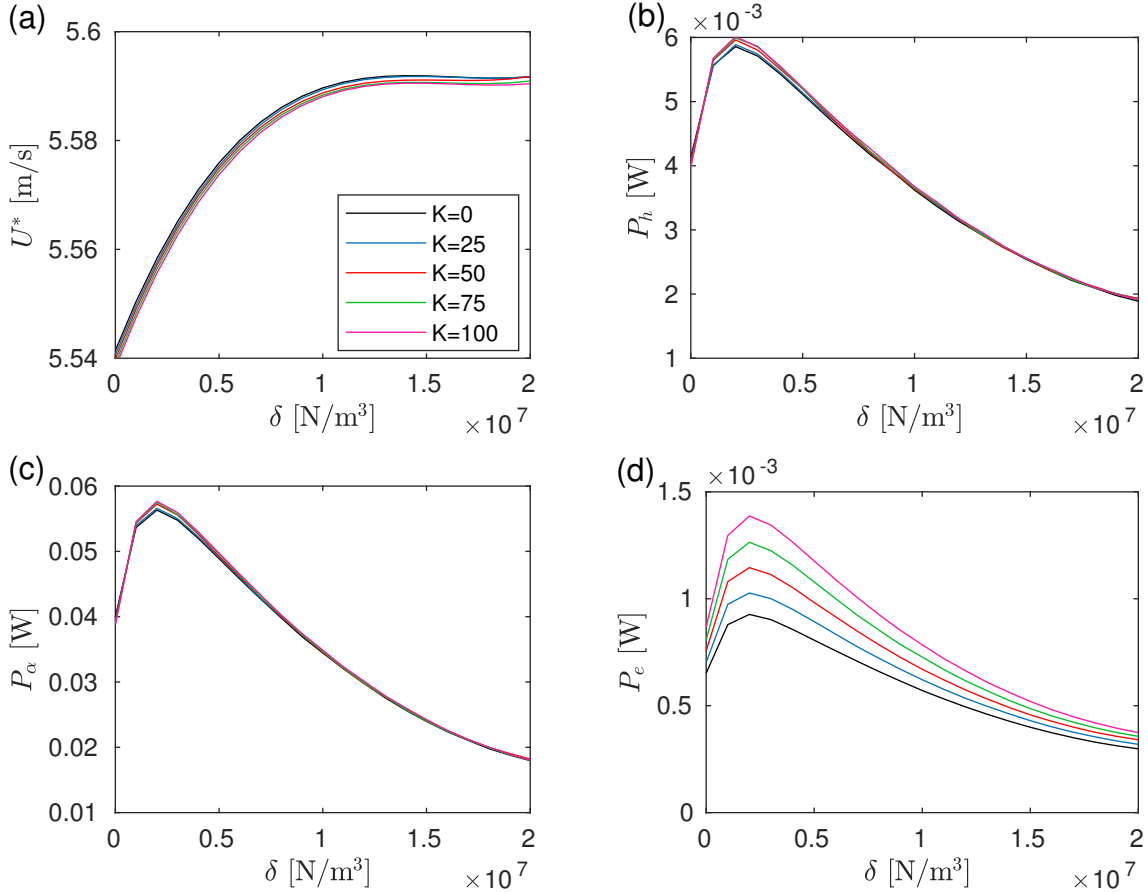 (a)
5.6
5.58
5.56
5.54
U* [m/s]
K=0
K=25
K=50
K=75
K=100
0 0.5 1 1.5 2
δ [N/m³] ×10⁷
(b)
×10⁻³
6
5
4
3
2
1
P_h [W]
0 0.5 1 1.5 2
δ [N/m³] ×10⁷
(c)
0.06
0.05
0.04
0.03
0.02
0.01
P_α [W]
0 0.5 1 1.5 2
δ [N/m³] ×10⁷
(d)
×10⁻³
1.5
1
0.5
0
P_e [W]
0 0.5 1 1.5 2
δ [N/m³] ×10⁷